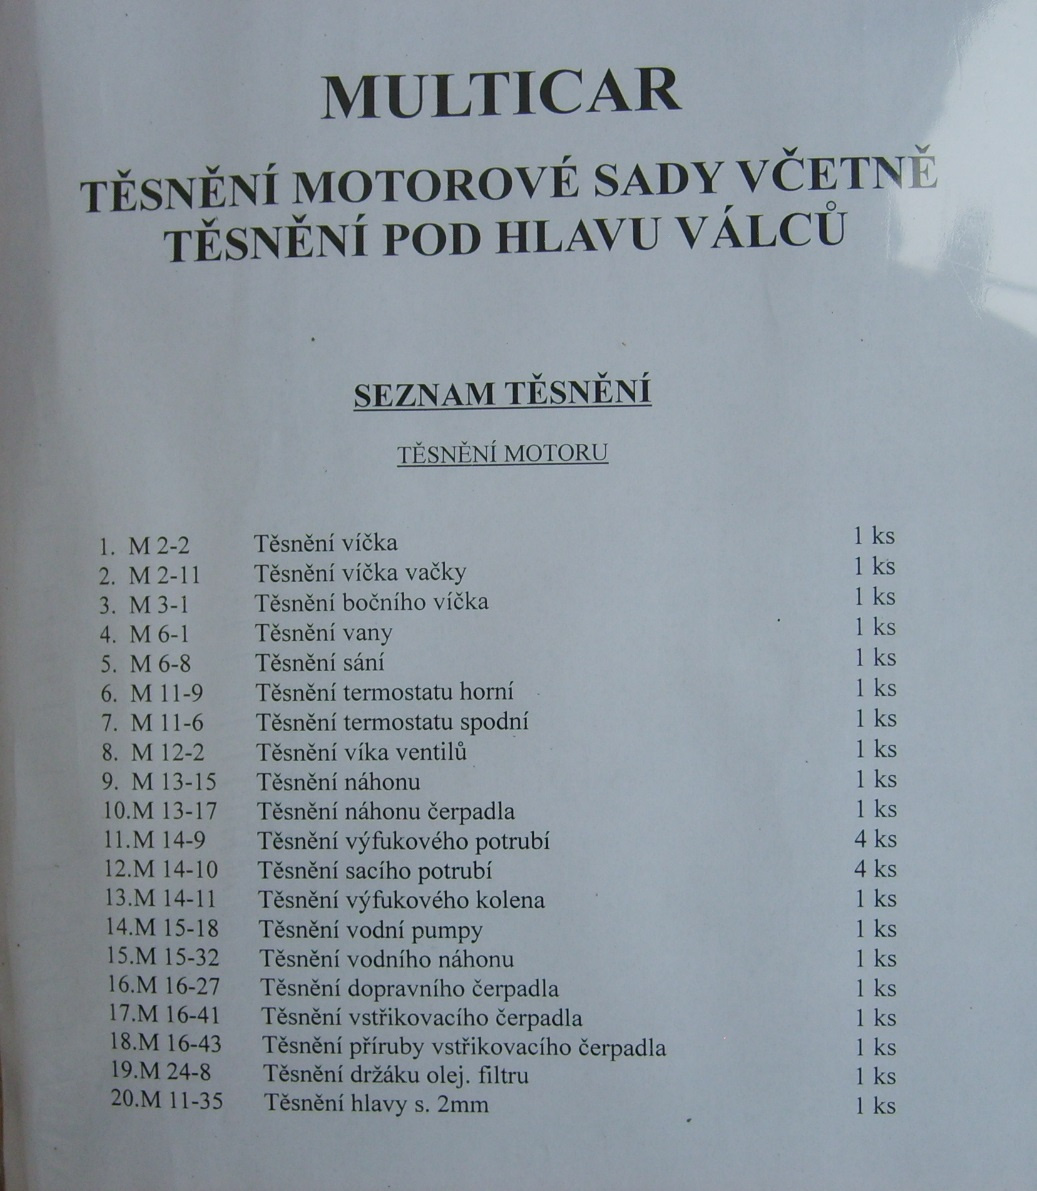 MULTICAR
TĚSNĚNÍ MOTOROVÉ SADY VČETNĚ
TĚSNĚNÍ POD HLAVU VÁLCŮ
SEZNAM TĚSNĚNÍ
TĚSNĚNÍ MOTORU
1. M 2-2 Těsnění víčka 1 ks
2. M 2-11 Těsnění víčka vačky 1 ks
3. M 3-1 Těsnění bočního víčka 1 ks
4. M 6-1 Těsnění vany 1 ks
5. M 6-8 Těsnění sání 1 ks
6. M 11-9 Těsnění termostatu horní 1 ks
7. M 11-6 Těsnění termostatu spodní 1 ks
8. M 12-2 Těsnění víka ventilů 1 ks
9. M 13-15 Těsnění náhonu 1 ks
10.M 13-17 Těsnění náhonu čerpadla 1 ks
11.M 14-9 Těsnění výfukového potrubí 4 ks
12.M 14-10 Těsnění sacího potrubí 4 ks
13.M 14-11 Těsnění výfukového kolena 1 ks
14.M 15-18 Těsnění vodní pumpy 1 ks
15.M 15-32 Těsnění vodního náhonu 1 ks
16.M 16-27 Těsnění dopravního čerpadla 1 ks
17.M 16-41 Těsnění vstřikovacího čerpadla 1 ks
18.M 16-43 Těsnění příruby vstřikovacího čerpadla 1 ks
19.M 24-8 Těsnění držáku olej. filtru 1 ks
20.M 11-35 Těsnění hlavy s. 2mm 1 ks